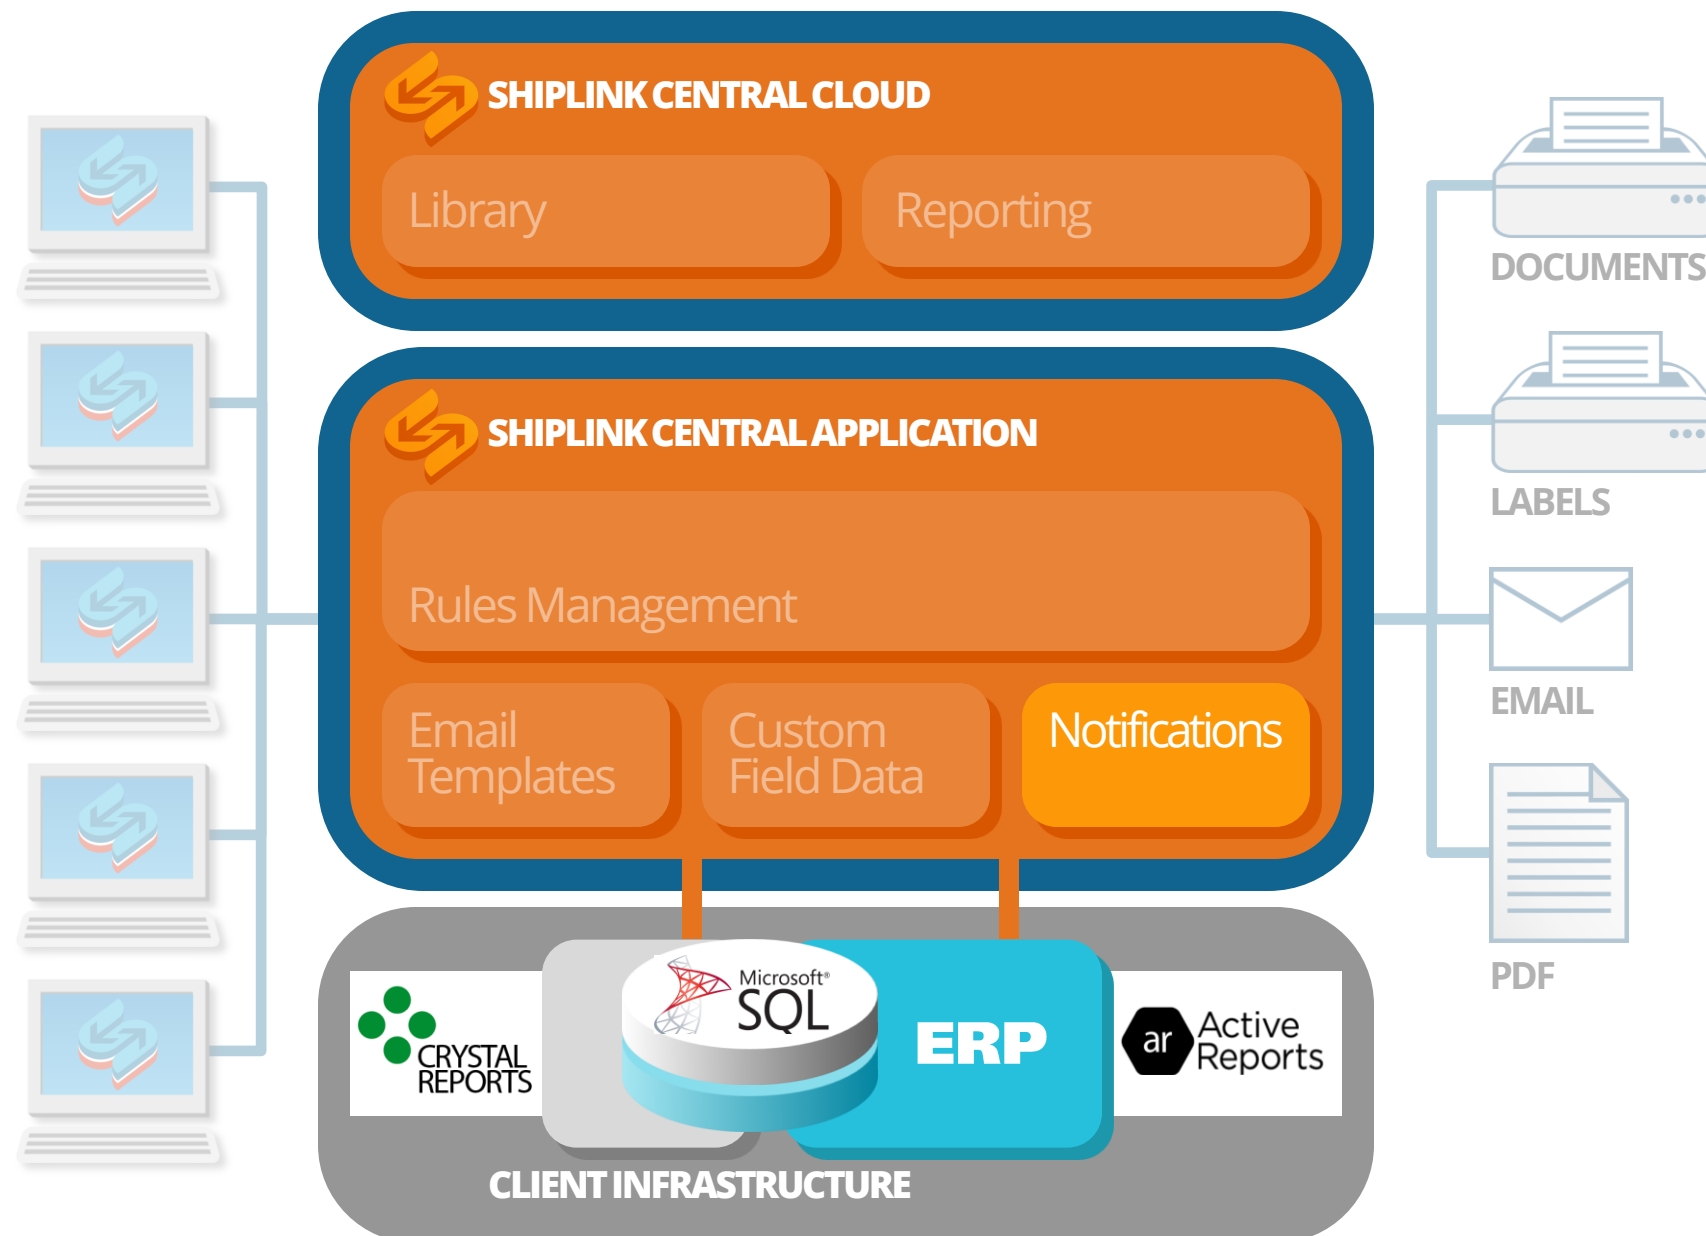 SHIPLINK CENTRAL CLOUD
Library
Reporting
SHIPLINK CENTRAL APPLICATION
Rules Management
Email
Templates
Custom
Field Data
Notifications
Microsoft®
SQL
ERP
CRYSTAL
REPORTS
ar
Active
Reports
CLIENT INFRASTRUCTURE
DOCUMENTS
LABELS
EMAIL
PDF